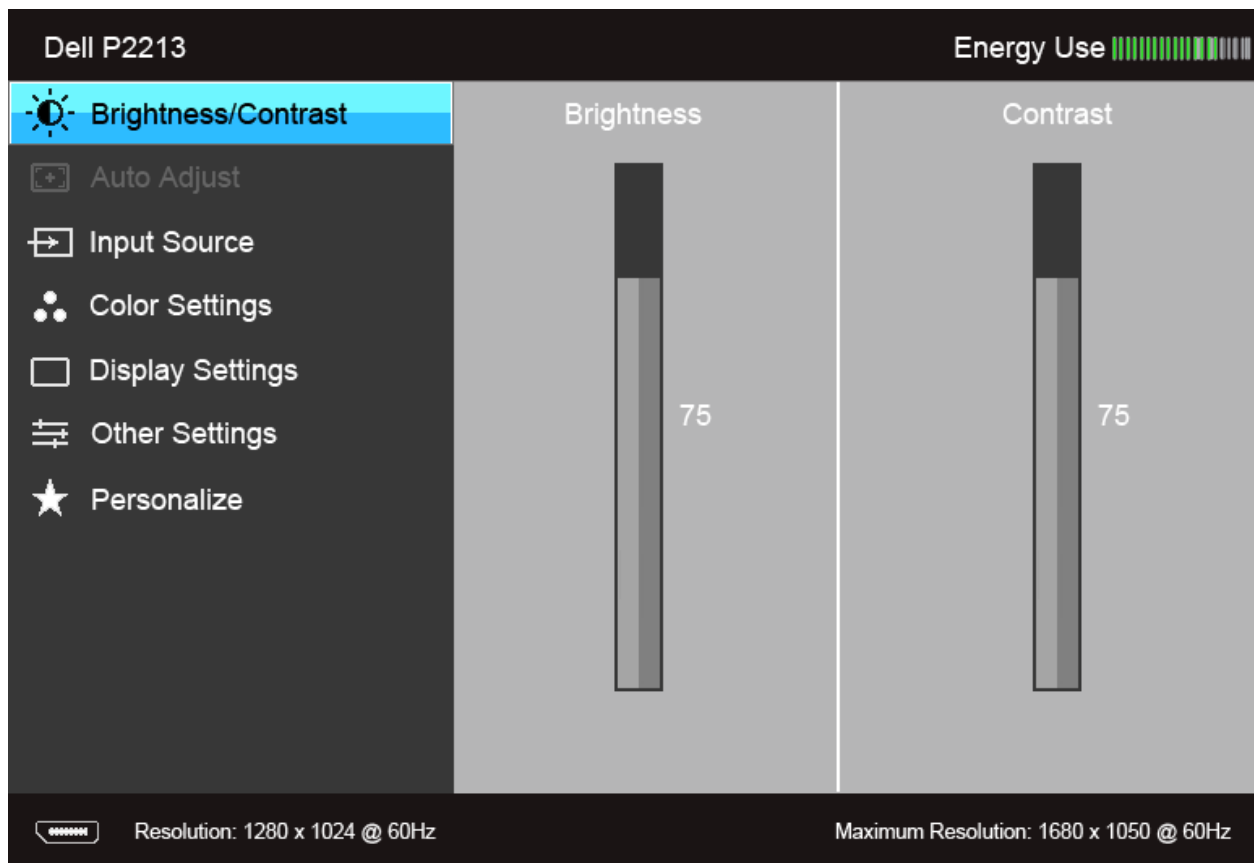 Dell P2213
Energy Use
Brightness/Contrast
Auto Adjust
Input Source
Color Settings
Display Settings
Other Settings
Personalize
Brightness
75
Contrast
75
Resolution: 1280 x 1024 @ 60Hz
Maximum Resolution: 1680 x 1050 @ 60Hz